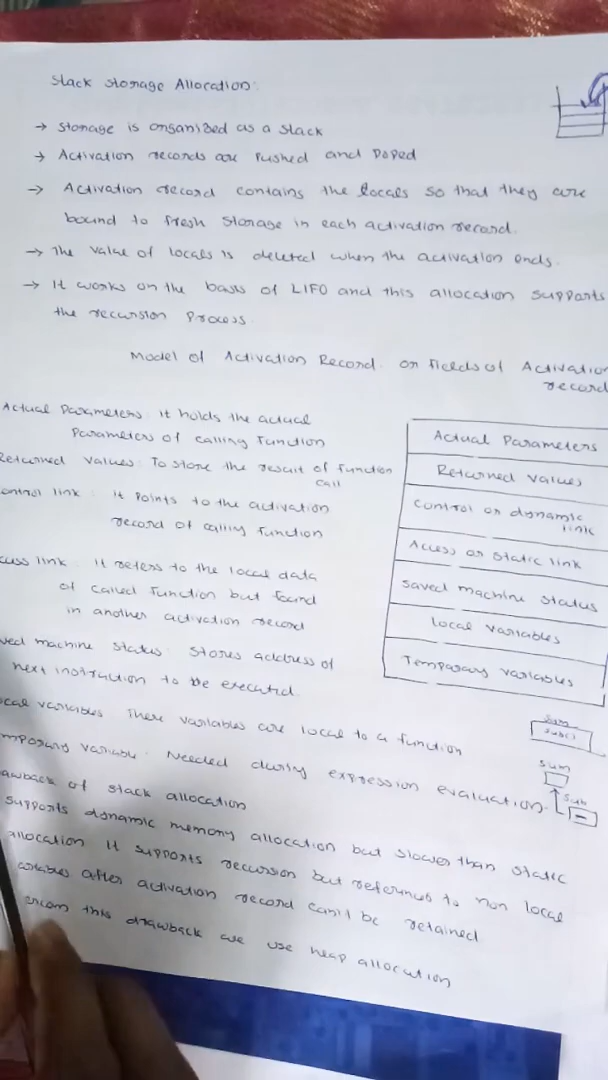 Stack Storage Allocation:
→ Storage is organised as a stack
→ Activation records are pushed and poped
→ Activation record contains the locals so that they are
bound to fresh storage in each activation record.
→ The value of locals is deleted when the activation ends.
→ It works on the basis of LIFO and this allocation supports
the recursion process.
Model of Activation Record or fields of Activation
record
Actual Parameters: It holds the actual
parameters of calling function
Returned values: To store the result of function
call
ontrol link: It points to the activation
record of calling function
cess link: It refers to the local data
of called function but found
in another activation record
ved machine status: Stores address of
next instruction to be executed.
ocal variables These variables are local to a function
mporary variable: Needed during expression evaluation.
awback of stack allocation
supports dynamic memory allocation but slower than static
allocation It supports recursion but references to non local
ariables after activation record can't be retained
ercom this drawback we use heap allocation
Actual Parameters
Returned values
Control or dynamic
link
Access or static link
Saved machine status
local variables
Temporary variables
sum
sub()
sum
sub